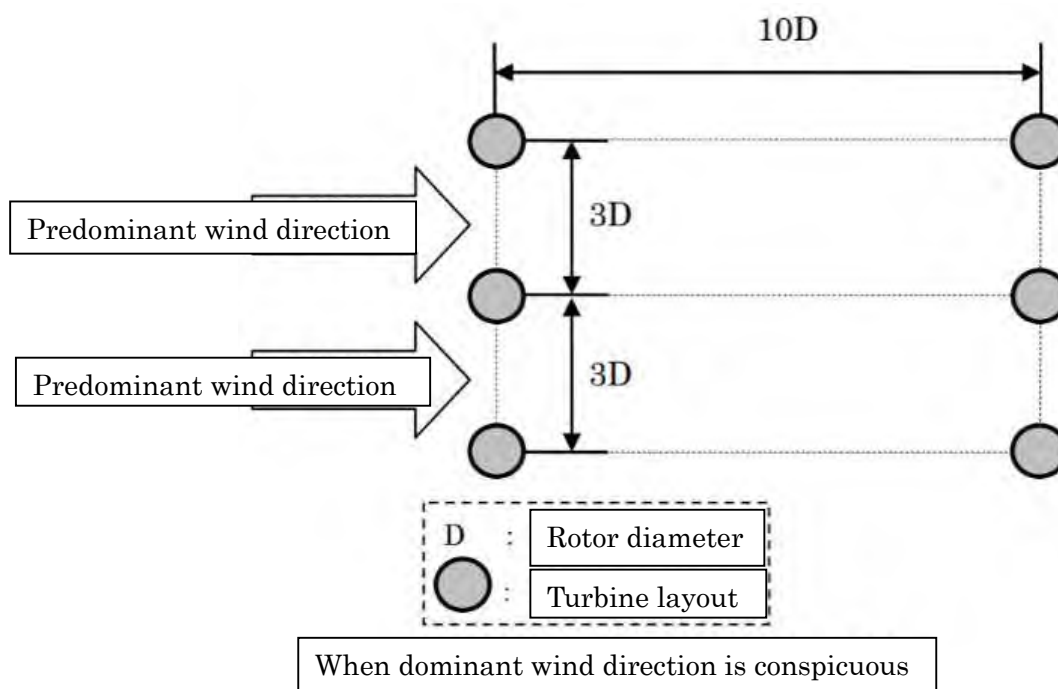 10D
Predominant wind direction
3D
Predominant wind direction
3D
D : Rotor diameter
: Turbine layout
When dominant wind direction is conspicuous